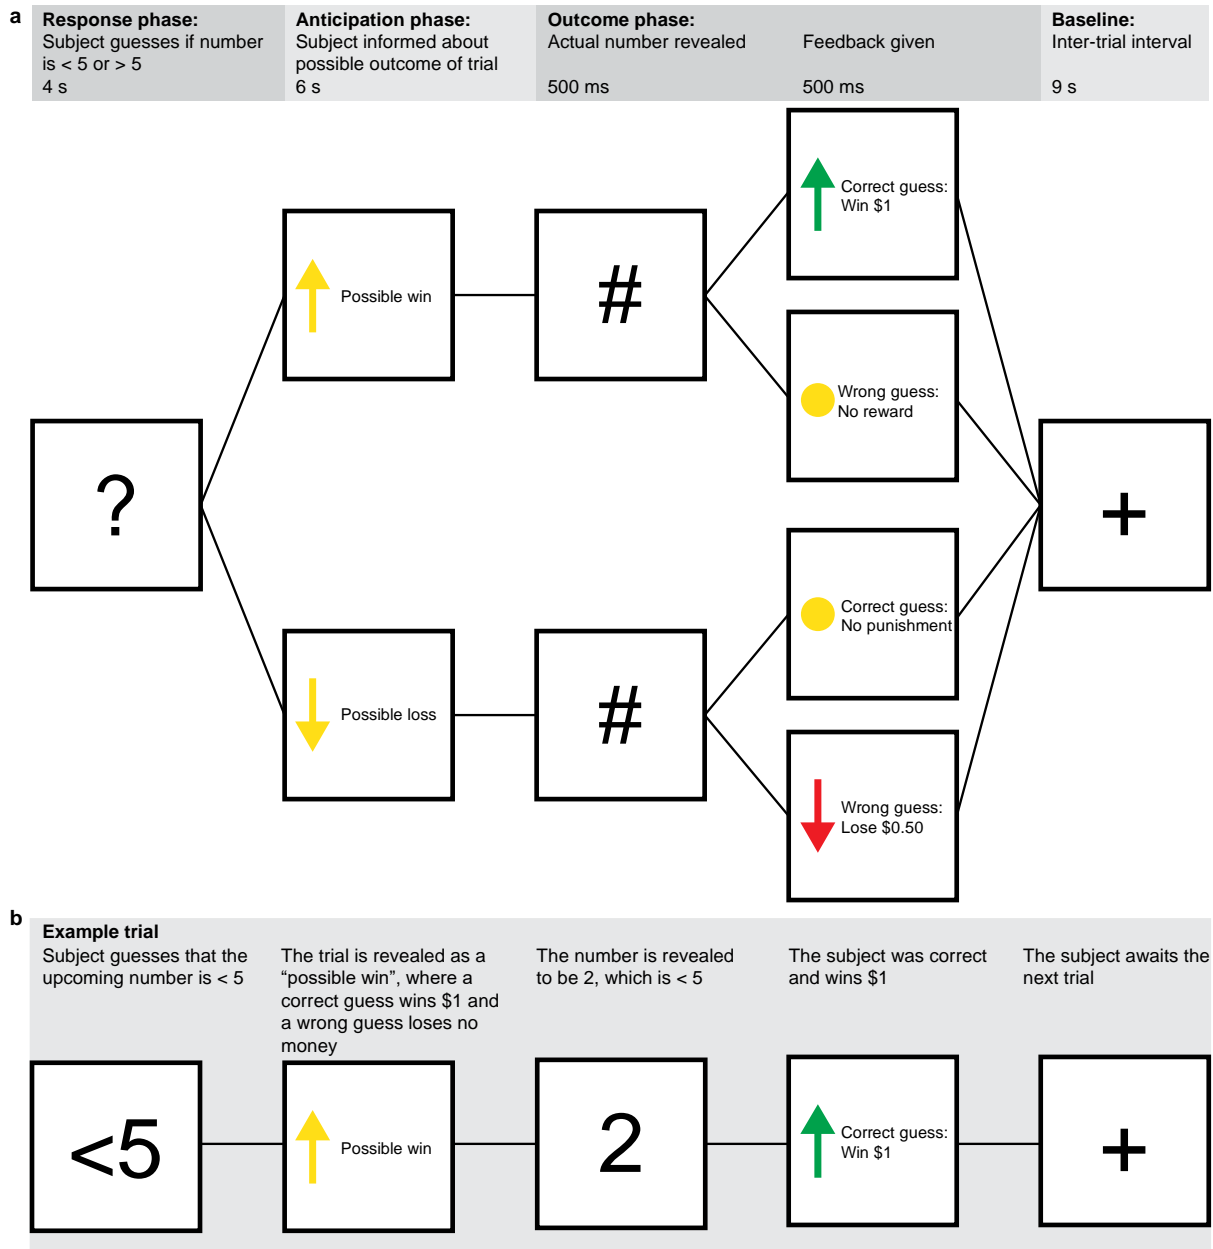 a
Response phase:
Subject guesses if number
is < 5 or > 5
4 s
Anticipation phase:
Subject informed about
possible outcome of trial
6 s
Outcome phase:
Actual number revealed
500 ms
Feedback given
500 ms
Baseline:
Inter-trial interval
9 s
?
Possible win
#
Correct guess:
Win $1
Wrong guess:
No reward
Possible loss
#
Correct guess:
No punishment
Wrong guess:
Lose $0.50
+
b
Example trial
Subject guesses that the
upcoming number is < 5
The trial is revealed as a
“possible win”, where a
correct guess wins $1 and
a wrong guess loses no
money
The number is revealed
to be 2, which is < 5
The subject was correct
and wins $1
The subject awaits the
next trial
<5
Possible win
2
Correct guess:
Win $1
+